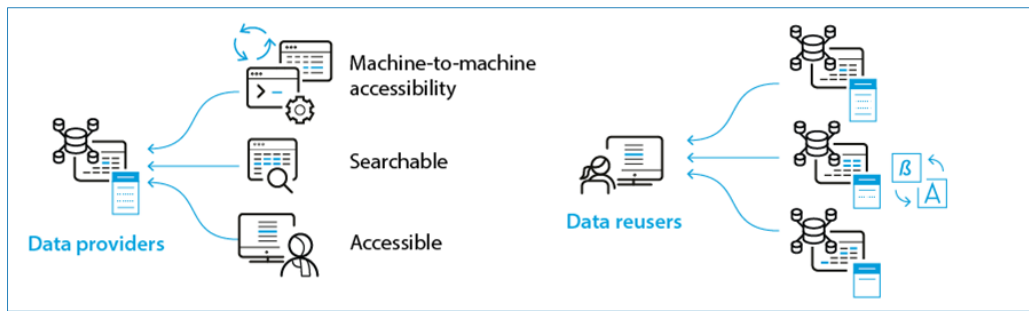 Machine-to-machine
accessibility
Searchable
Accessible
Data providers
Data reusers
ß
A